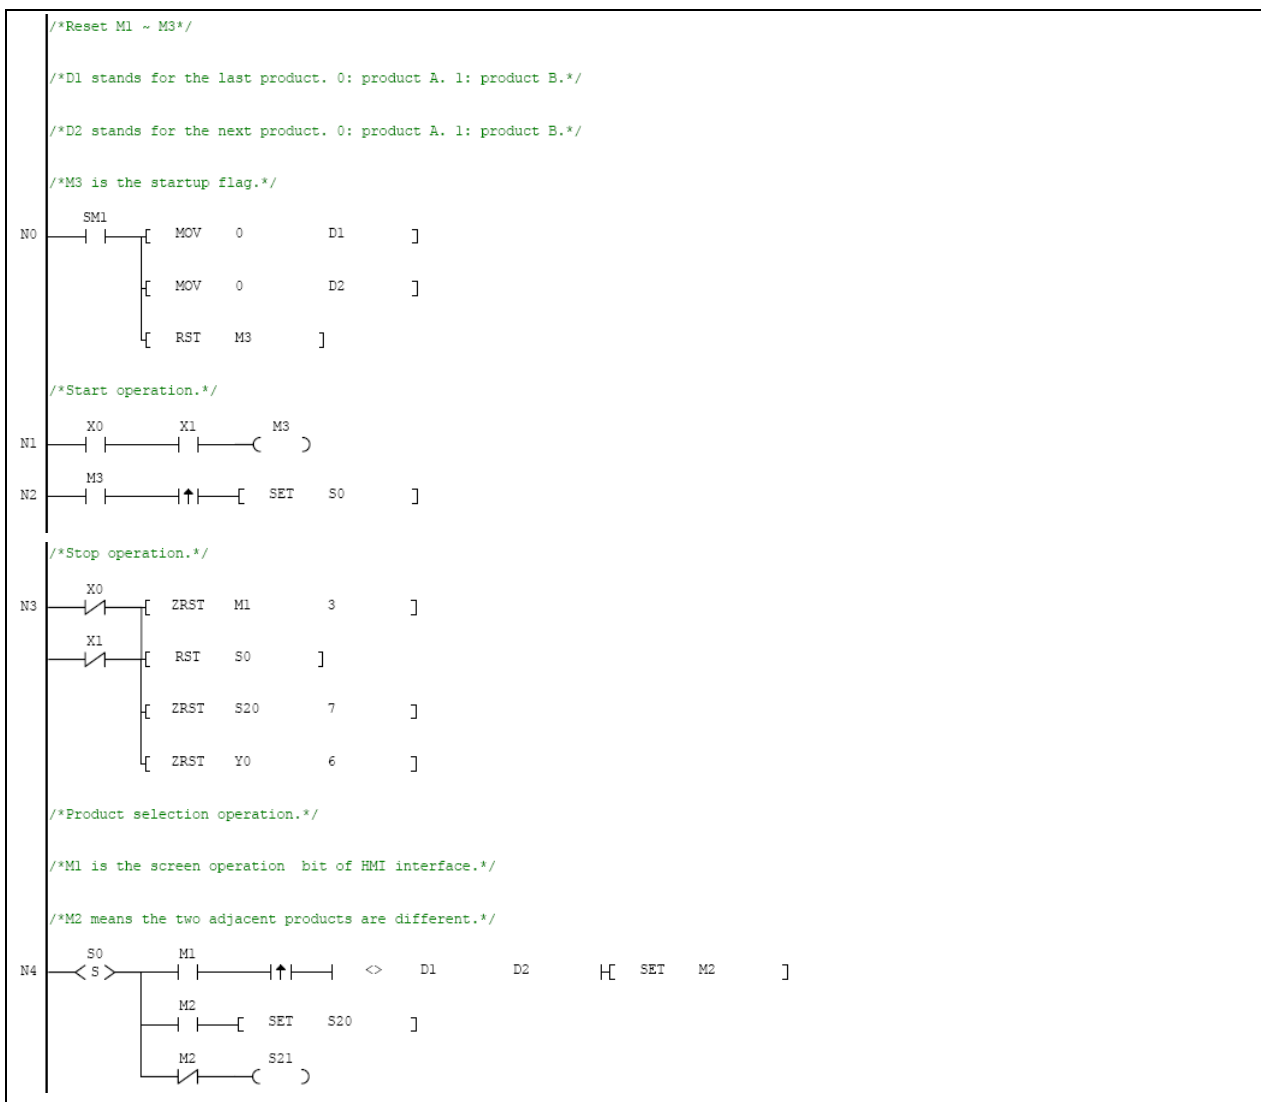 /*Reset M1 ~ M3*/
/*D1 stands for the last product. 0: product A. 1: product B.*/
/*D2 stands for the next product. 0: product A. 1: product B.*/
/*M3 is the startup flag.*/
SM1
N0 [ MOV 0 D1 ]
[ MOV 0 D2 ]
[ RST M3 ]
/*Start operation.*/
X0 X1 M3
N1 ( )
M3
N2 [ SET S0 ]
/*Stop operation.*/
X0
N3 [ ZRST M1 3 ]
X1
[ RST S0 ]
[ ZRST S20 7 ]
[ ZRST Y0 6 ]
/*Product selection operation.*/
/*M1 is the screen operation  bit of HMI interface.*/
/*M2 means the two adjacent products are different.*/
S0 M1
N4 < S > <> D1 D2 [ SET M2 ]
M2
[ SET S20 ]
M2 S21
( )